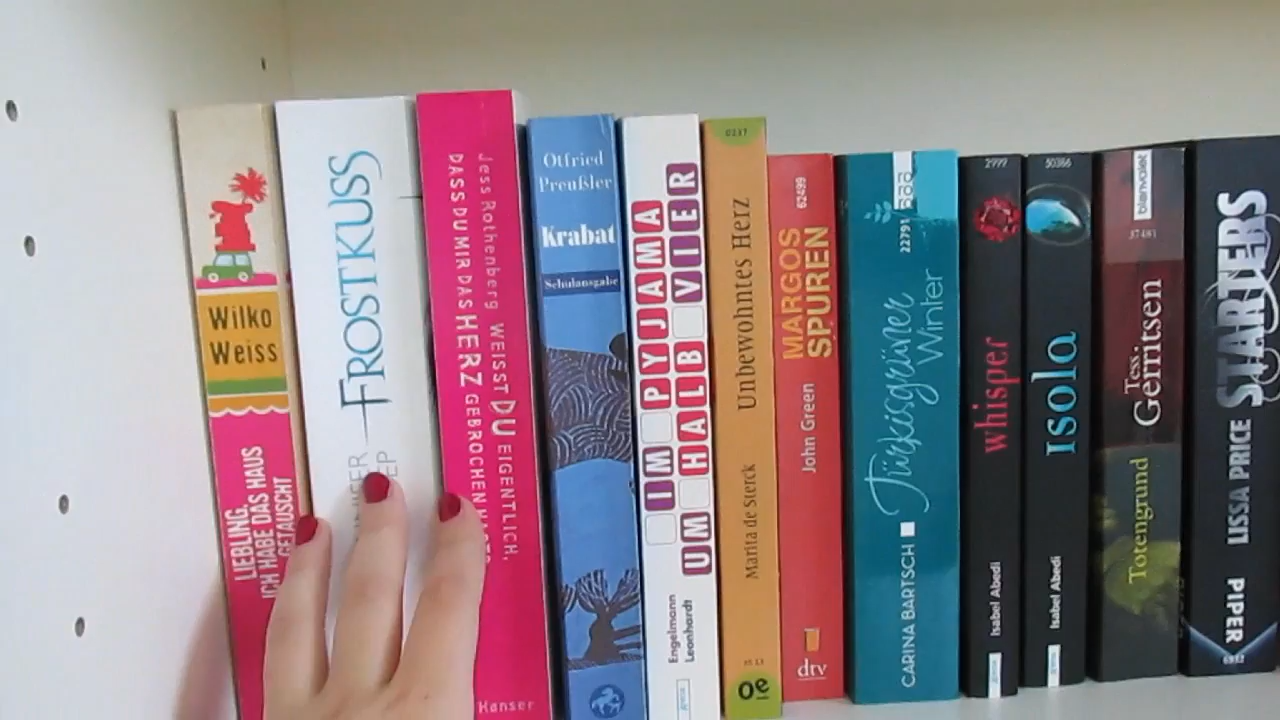 Wilko
Weiss
LIEBLING,
ICH HABE DAS HAUS
GETAUSCHT
FROSTKUSS
Jess Rothenberg WEISST DU EIGENTLICH,
DASS DU MIR DAS HERZ GEBROCHEN
Hanser
Otfried
Preußler
Krabat
Schulausgabe
IM PYJAMA
UM HALB VIER
Engelmann
Leonhardt
0237
Unbewohntes Herz
Marita de Sterck
oe
62499
MARGOS
SPUREN
John Green
dtv
22791
Türkisgrüner
Winter
CARINA BARTSCH
2999
whisper
Isabel Abedi
50386
Isola
Isabel Abedi
blanvalet
37481
Tess
Gerritsen
Totengrund
STARTERS
LISSA PRICE
PIPER
6932